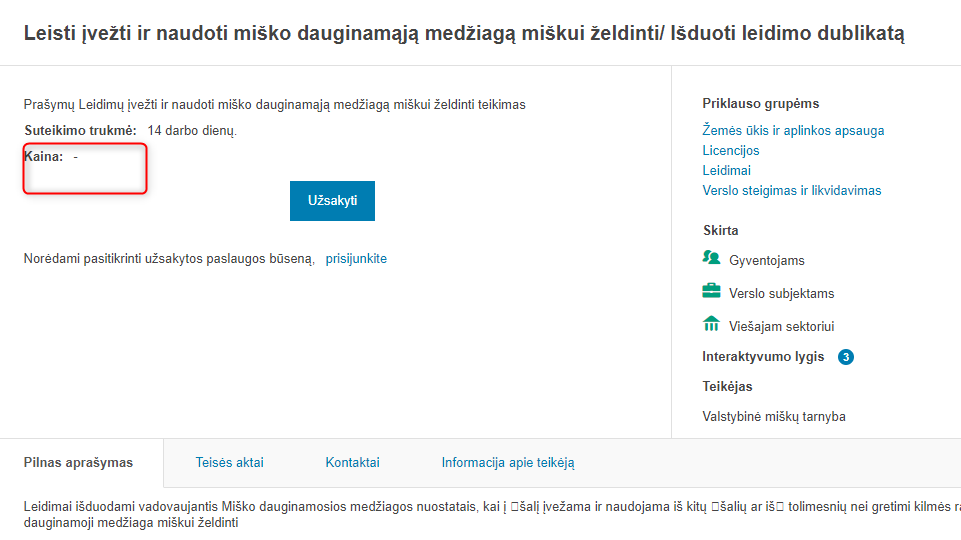 Leisti įvežti ir naudoti miško dauginamąją medžiagą miškui želdinti/ Išduoti leidimo dublikatą
Prašymų Leidimų įvežti ir naudoti miško dauginamąją medžiagą miškui želdinti teikimas
Suteikimo trukmė: 14 darbo dienų.
Kaina: -
Užsakyti
Norėdami pasitikrinti užsakytos paslaugos būseną, prisijunkite
Priklauso grupėms
Žemės ūkis ir aplinkos apsauga
Licencijos
Leidimai
Verslo steigimas ir likvidavimas
Skirta
Gyventojams
Verslo subjektams
Viešajam sektoriui
Interaktyvumo lygis 3
Teikėjas
Valstybinė miškų tarnyba
Pilnas aprašymas Teisės aktai Kontaktai Informacija apie teikėją
Leidimai išduodami vadovaujantis Miško dauginamosios medžiagos nuostatais, kai į □šalį įvežama ir naudojama iš kitų □šalių ar iš□ tolimesnių nei gretimi kilmės
dauginamoji medžiaga miškui želdinti